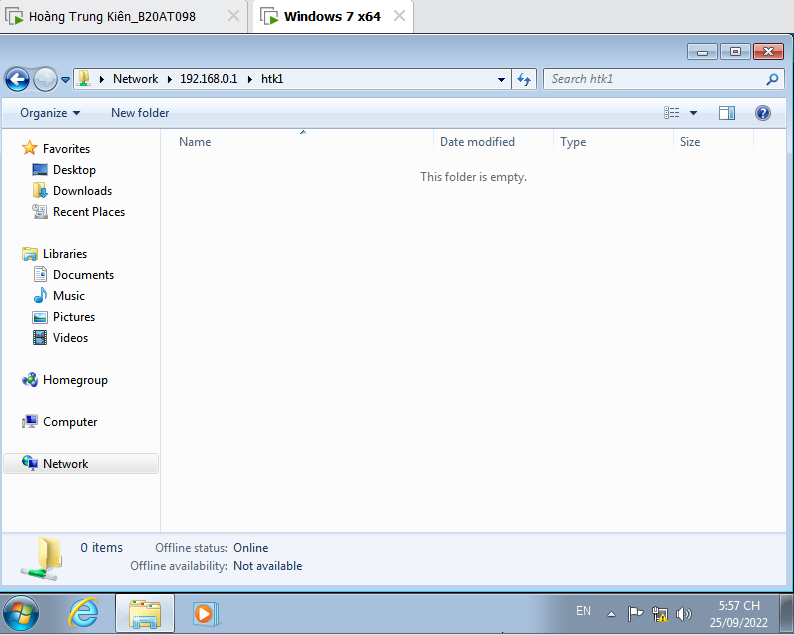 Hoàng Trung Kiên_B20AT098
Windows 7 x64
Network 192.168.0.1 htk1
Search htk1
Organize New folder
Name Date modified Type Size
This folder is empty.
Favorites
Desktop
Downloads
Recent Places
Libraries
Documents
Music
Pictures
Videos
Homegroup
Computer
Network
0 items Offline status: Online
Offline availability: Not available
EN
5:57 CH
25/09/2022